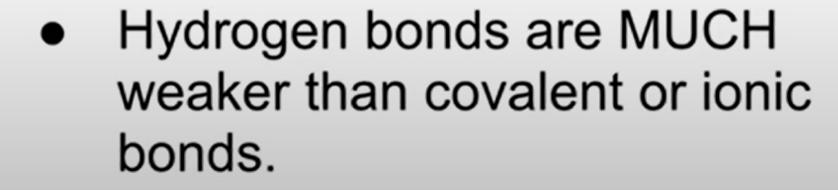 ● Hydrogen bonds are MUCH
weaker than covalent or ionic
bonds.